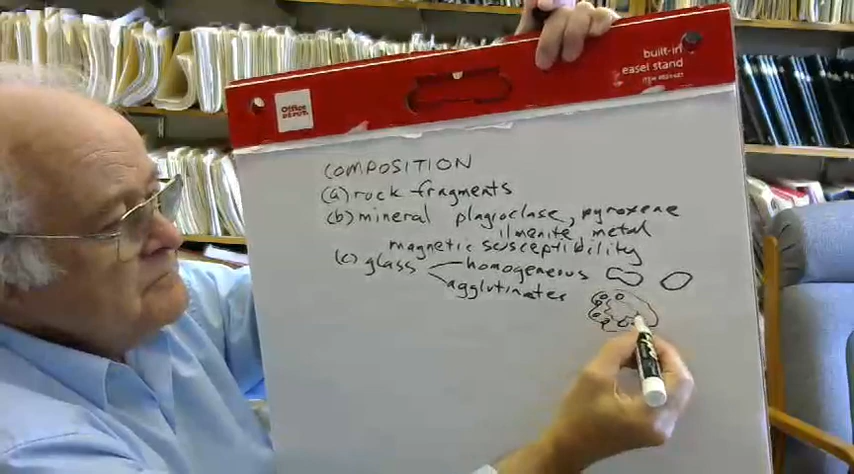 Office DEPOT
built-in easel stand
COMPOSITION
(a) rock fragments
(b) mineral plagioclase, pyroxene
ilmenite, metal
magnetic susceptibility
(c) glass homogeneous
agglutinates